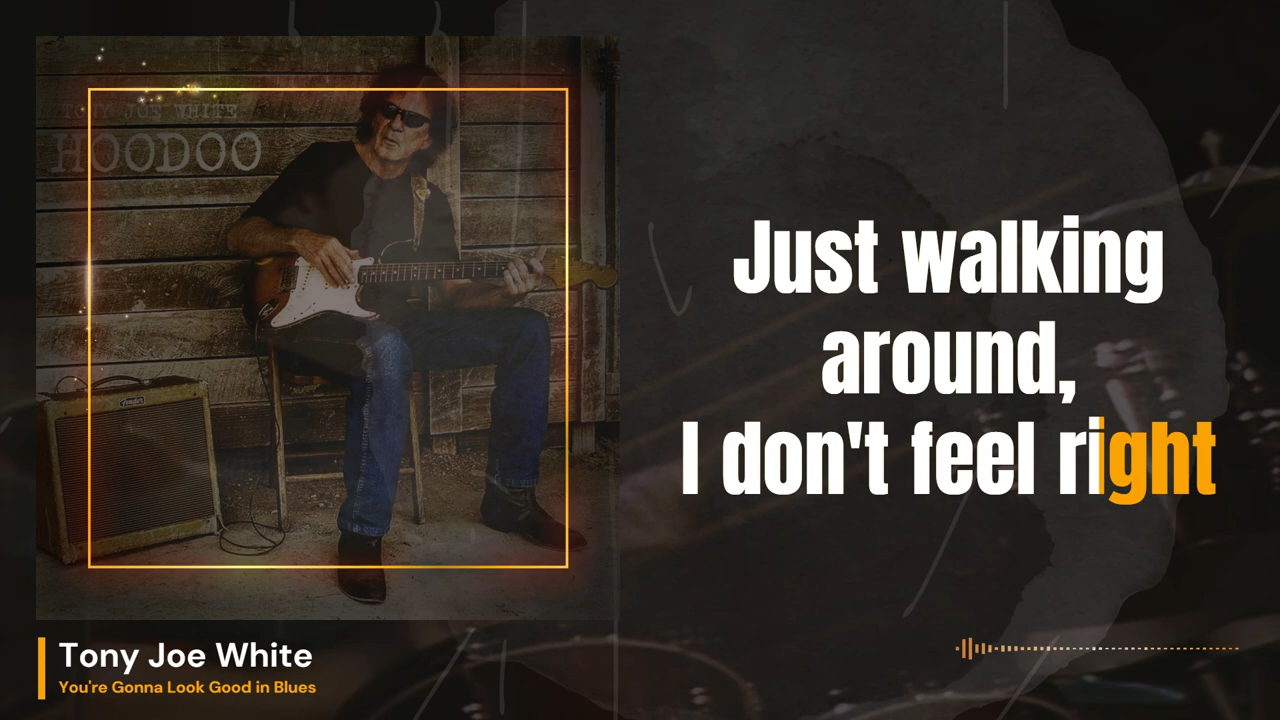 TONY JOE WHITE
HOODOO
Fender
Just walking
around,
I don't feel right
Tony Joe White
You're Gonna Look Good in Blues